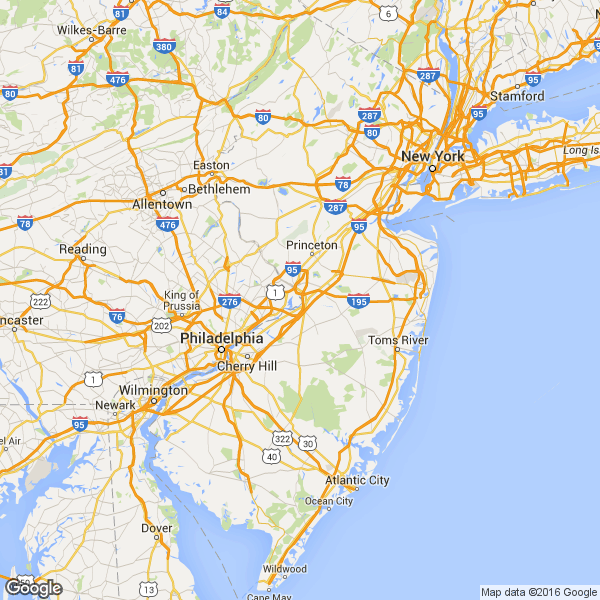 6
81
84
Wilkes-Barre
380
81
476
80
287
95
Stamford
80
287
95
80
New York
Long Is
81
Easton
Bethlehem
78
Allentown
287
78
476
95
Princeton
Reading
95
222
King of
Prussia
276
1
195
ncaster
76
202
Philadelphia
Toms River
Cherry Hill
1
Wilmington
Newark
95
el Air
322
30
40
Atlantic City
Ocean City
Dover
Wildwood
50
13
Cape May
Google
Map data ©2016 Google